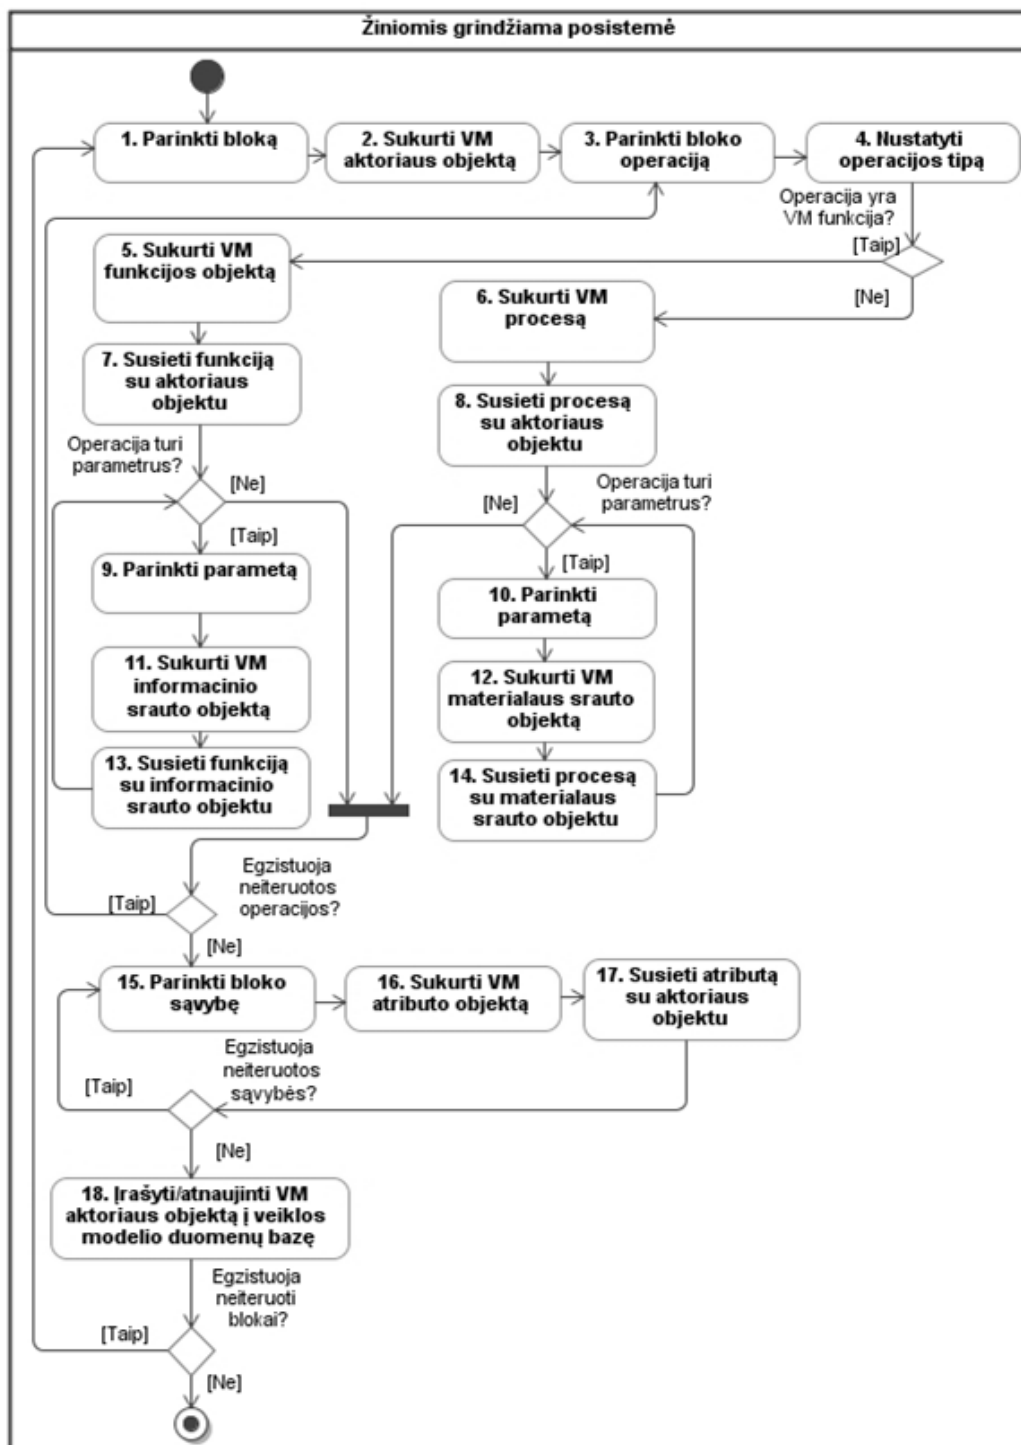 Žiniomis grindžiama posistemė
1. Parinkti bloką
2. Sukurti VM
aktoriaus objektą
3. Parinkti bloko
operaciją
4. Nustatyti
operacijos tipą
Operacija yra
VM funkcija?
[Taip]
[Ne]
5. Sukurti VM
funkcijos objektą
6. Sukurti VM
procesą
7. Susieti funkciją
su aktoriaus
objektu
8. Susieti procesą
su aktoriaus
objektu
Operacija turi
parametrus?
[Ne]
[Taip]
Operacija turi
parametrus?
[Ne]
[Taip]
9. Parinkti parametą
10. Parinkti
parametą
11. Sukurti VM
informacinio
srauto objektą
12. Sukurti VM
materialaus srauto
objektą
13. Susieti funkciją
su informacinio
srauto objektu
14. Susieti procesą
su materialaus
srauto objektu
Egzistuoja
neiteruotos
operacijos?
[Taip]
[Ne]
15. Parinkti bloko
sąvybę
16. Sukurti VM
atributo objektą
17. Susieti atributą
su aktoriaus
objektu
Egzistuoja
neiteruotos
sąvybės?
[Taip]
[Ne]
18. Įrašyti/atnaujinti VM
aktoriaus objektą į veiklos
modelio duomenų bazę
Egzistuoja
neiteruoti
blokai?
[Taip]
[Ne]